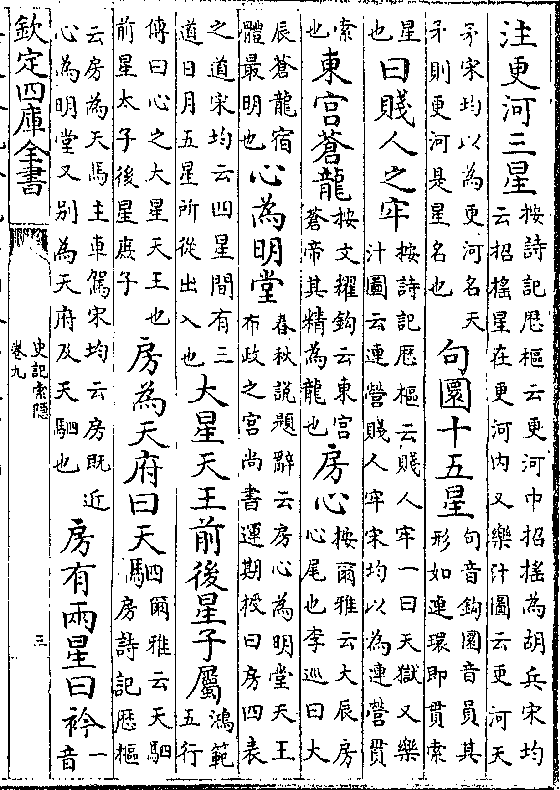 注更河三星按詩記歴樞云更河中招摇為胡兵宋均云招摇星在更河内又樂汁圖云更河天
矛宋均以為更河名天矛則更河是星名也句圜十五星句音鈎圜音員其形如連環即貫索
星也曰賤人之牢按詩記歴樞云賤人牢一曰天獄又樂汁圖云連營賤人牢宋均以為連營貫
索也東宫蒼龍按文耀鈎云東宫蒼帝其精為龍也房心按爾雅云大辰房心尾也李巡曰大
辰蒼龍宿體最明也心為明堂春秋説題辭云房心為明堂天王布政之宫尚書運期授曰房四表
之道宋均云四星間有三道日月五星所從出入也大星天王前後星子屬鴻範五行
傳曰心之大星天王也前星太子後星庶子房為天府曰天駟爾雅云天駟房詩記歴樞
云房為天馬主車駕宋均云房既近心為明堂又别為天府及天駟也房有兩星曰衿一音
欽定四庫全書
史記索隱
卷九
三